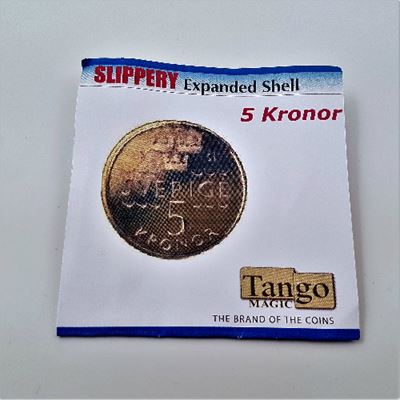 SLIPPERY Expanded Shell
5 Kronor
SVERIGE
5
KRONOR
Tango
MAGIC
THE BRAND OF THE COINS